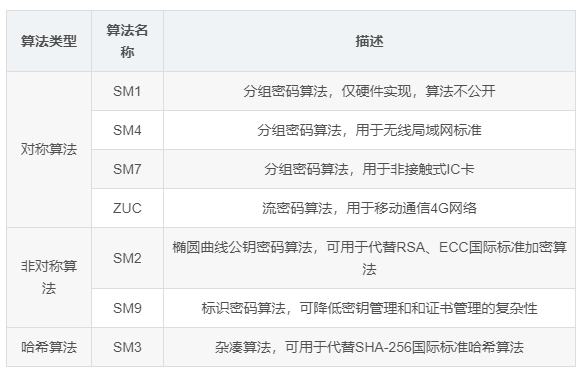 算法类型 算法名称 描述
对称算法 SM1 分组密码算法，仅硬件实现，算法不公开
SM4 分组密码算法，用于无线局域网标准
SM7 分组密码算法，用于非接触式IC卡
ZUC 流密码算法，用于移动通信4G网络
非对称算法 SM2 椭圆曲线公钥密码算法，可用于代替RSA、ECC国际标准加密算法
SM9 标识密码算法，可降低密钥管理和和证书管理的复杂性
哈希算法 SM3 杂凑算法，可用于代替SHA-256国际标准哈希算法